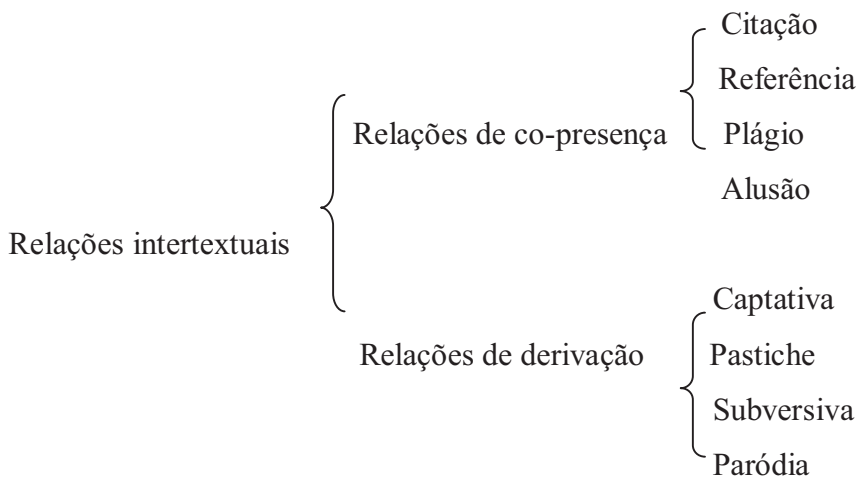 Citação
Referência
Relações de co-presença
Plágio
Alusão
Relações intertextuais
Captativa
Relações de derivação
Pastiche
Subversiva
Paródia